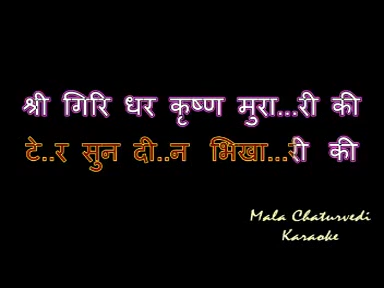 श्री गिरि धर कृष्ण मुरा...री की
टे..र सुन दी..न भिखा...री की
Mala Chaturvedi
Karaoke